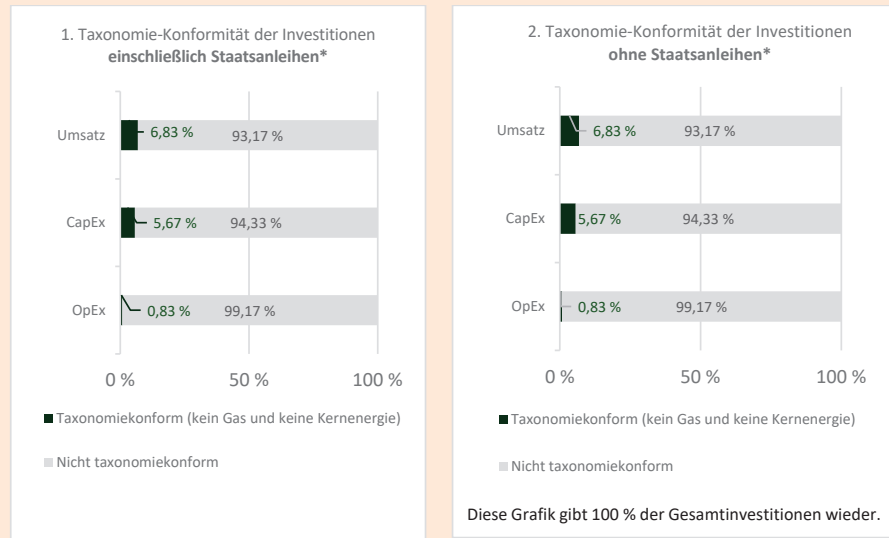 1. Taxonomie-Konformität der Investitionen
einschließlich Staatsanleihen*
Umsatz
6,83 %
93,17 %
CapEx
5,67 %
94,33 %
OpEx
0,83 %
99,17 %
0 %
50 %
100 %
Taxonomiekonform (kein Gas und keine Kernenergie)
Nicht taxonomiekonform
2. Taxonomie-Konformität der Investitionen
ohne Staatsanleihen*
Umsatz
6,83 %
93,17 %
CapEx
5,67 %
94,33 %
OpEx
0,83 %
99,17 %
0 %
50 %
100 %
Taxonomiekonform (kein Gas und keine Kernenergie)
Nicht taxonomiekonform
Diese Grafik gibt 100 % der Gesamtinvestitionen wieder.